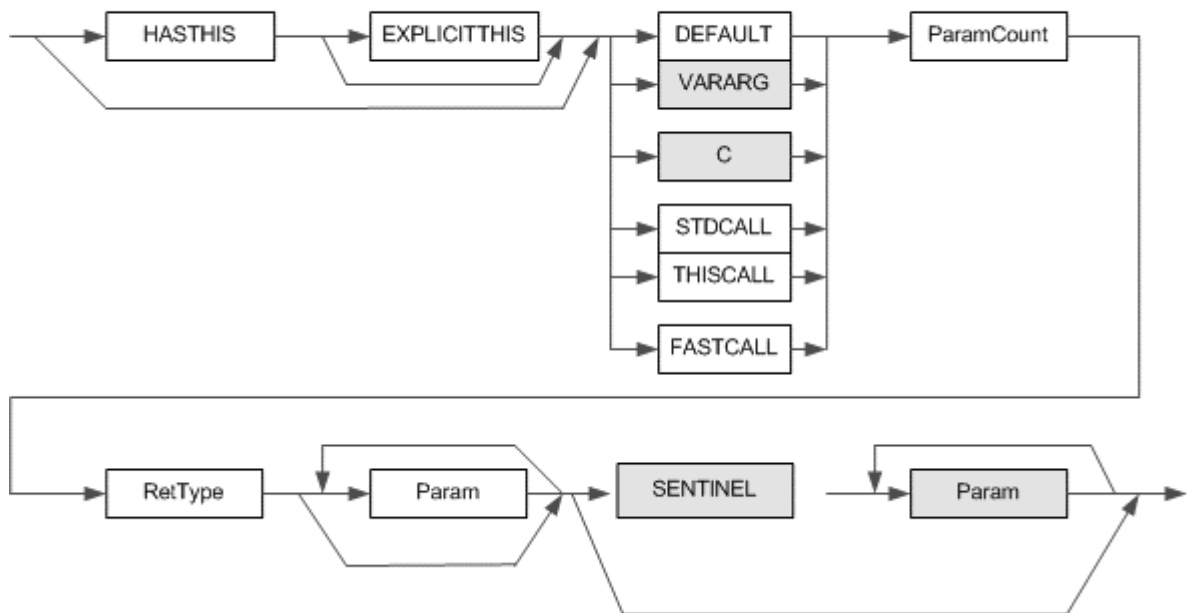 HASTHIS
EXPLICITTHIS
DEFAULT
ParamCount
VARARG
C
STDCALL
THISCALL
FASTCALL
RetType
Param
SENTINEL
Param